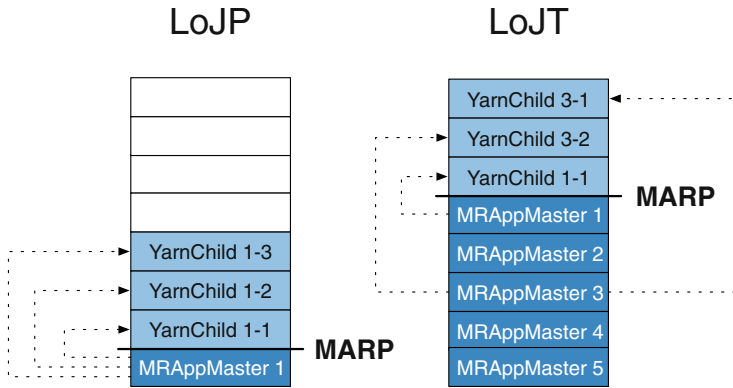 LoJP
YarnChild 1-3
YarnChild 1-2
YarnChild 1-1
MARP
MRAppMaster 1
LoJT
YarnChild 3-1
YarnChild 3-2
YarnChild 1-1
MARP
MRAppMaster 1
MRAppMaster 2
MRAppMaster 3
MRAppMaster 4
MRAppMaster 5